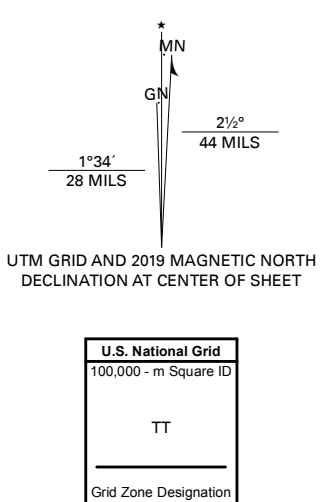 ★
MN
GN
2½°
44 MILS
1°34´
28 MILS
UTM GRID AND 2019 MAGNETIC NORTH
DECLINATION AT CENTER OF SHEET
U.S. National Grid
100,000 - m Square ID
TT
Grid Zone Designation